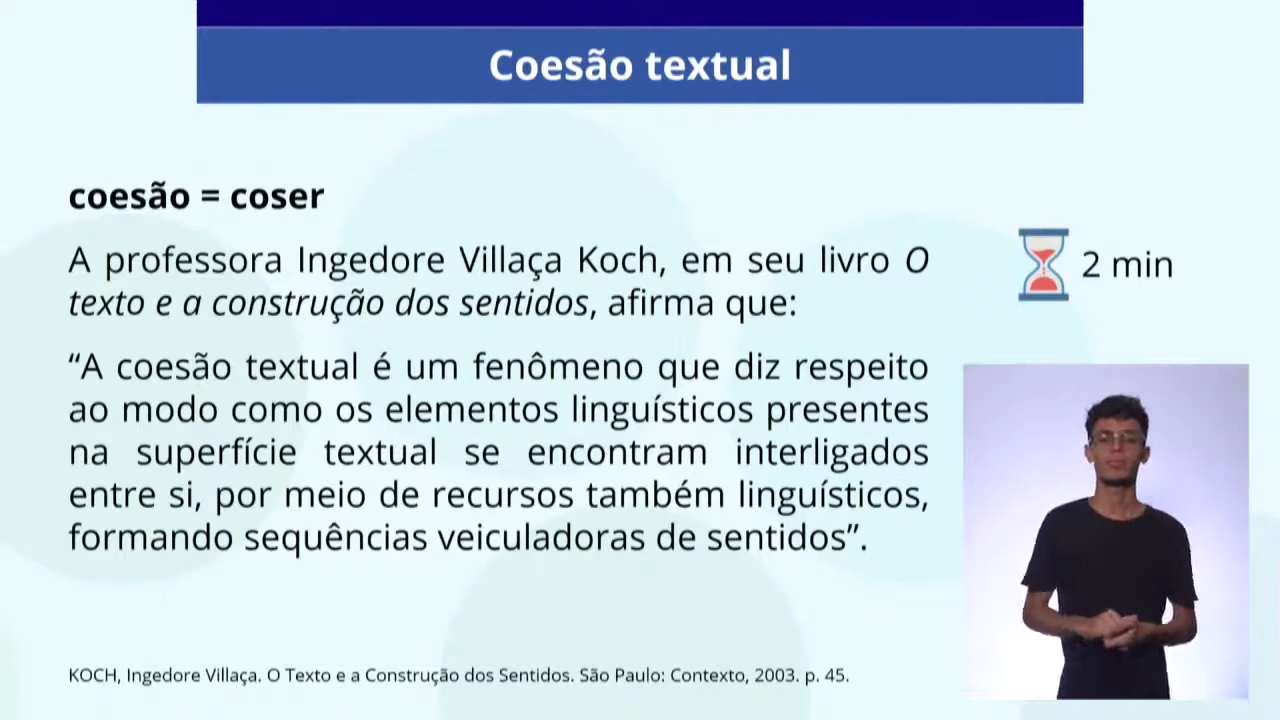 Coesão textual
coesão = coser
A professora Ingedore Villaça Koch, em seu livro O
texto e a construção dos sentidos, afirma que:
“A coesão textual é um fenômeno que diz respeito
ao modo como os elementos linguísticos presentes
na superfície textual se encontram interligados
entre si, por meio de recursos também linguísticos,
formando sequências veiculadoras de sentidos”.
2 min
KOCH, Ingedore Villaça. O Texto e a Construção dos Sentidos. São Paulo: Contexto, 2003. p. 45.